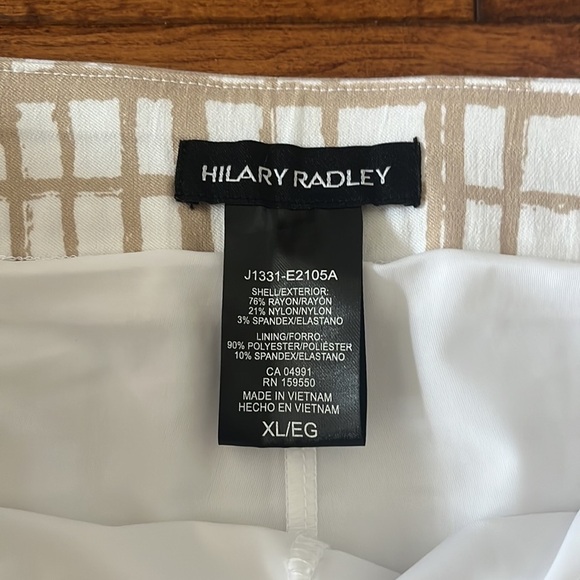 HILARY RADLEY
J1331-E2105A
SHELL/EXTERIOR:
76% RAYON/RAYÓN
21% NYLON/NYLON
3% SPANDEX/ELASTANO
LINING/FORRO:
90% POLYESTER/POLIÉSTER
10% SPANDEX/ELASTANO
CA 04991
RN 159550
MADE IN VIETNAM
HECHO EN VIETNAM
XL/EG